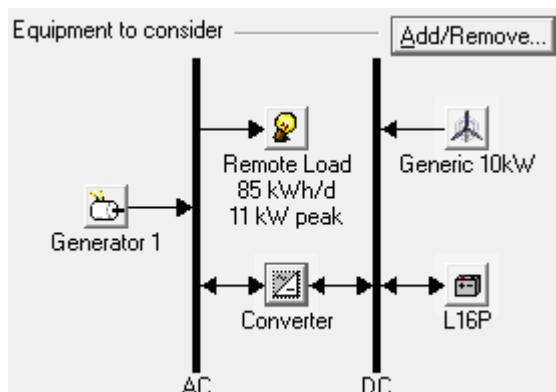 Equipment to consider
Add/Remove...
Remote Load
85 kWh/d
11 kW peak
Generic 10kW
Generator 1
Converter
L16P
AC
DC